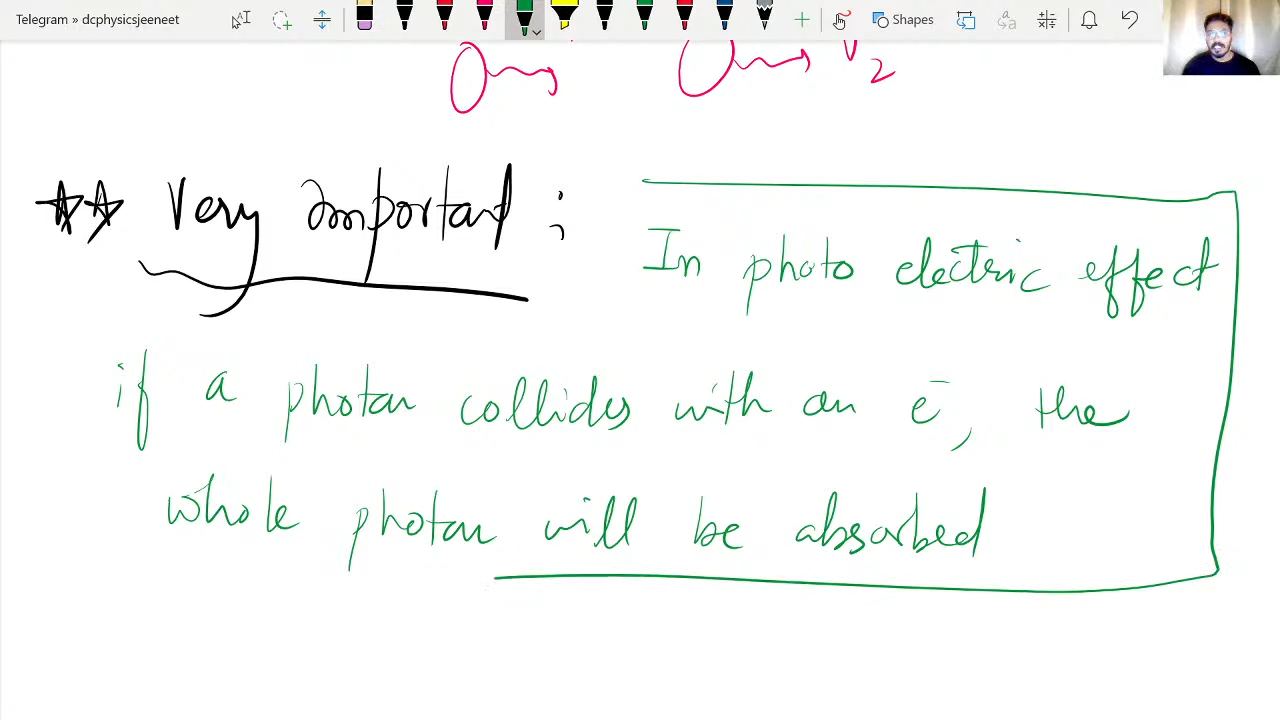 Telegram » dcphysicsjeeneet
Shapes
2
** Very important :
In photo electric effect
if a photon collides with an e⁻, the
whole photon will be absorbed